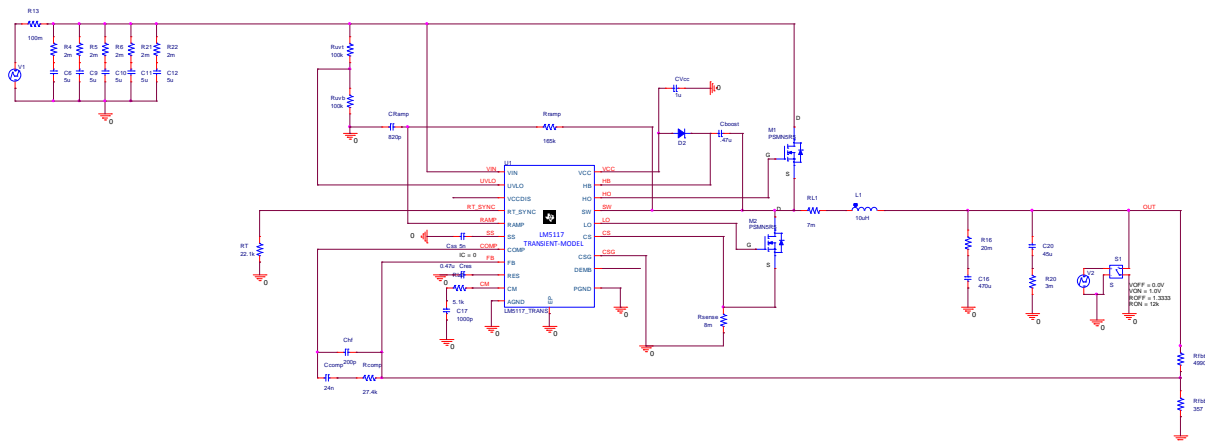 R13
100m
V1
R4
2m
R5
2m
R6
2m
R21
2m
R22
2m
C6
5u
C9
5u
C10
5u
C11
5u
C12
5u
0
Ruvt
100k
Ruvb
100k
0
CRamp
820p
Rramp
165k
CVcc
1u
0
D2
Cboost
.47u
M1
PSMN5R5
D
G
S
U1
VIN
UVLO
RT_SYNC
RAMP
SS
COMP
FB
CM
VIN
UVLO
VCCDIS
RT_SYNC
RAMP
SS
COMP
FB
RES
CM
AGND
EP
VCC
HB
HO
SW
LO
CS
CSG
DEMB
PGND
LM5117
TRANSIENT-MODEL
LM5117_TRANS
VCC
HB
HO
SW
LO
CS
RT
22.1k
0
0
Css 5n
IC = 0
0.47u
Cres
0
5.1k
C17
1000p
0
0
0
0
M2
PSMN5R5
D
G
S
Rsense
8m
0
RL1
7m
L1
10uH
OUT
R16
20m
C16
470u
0
C20
45u
R20
3m
0
V2
0
S1
S
VOFF = 0.0V
VON = 1.0V
ROFF = 1.3333
RON = 12k
0
Chf
200p
Ccomp
24n
Rcomp
27.4k
4990
357
0